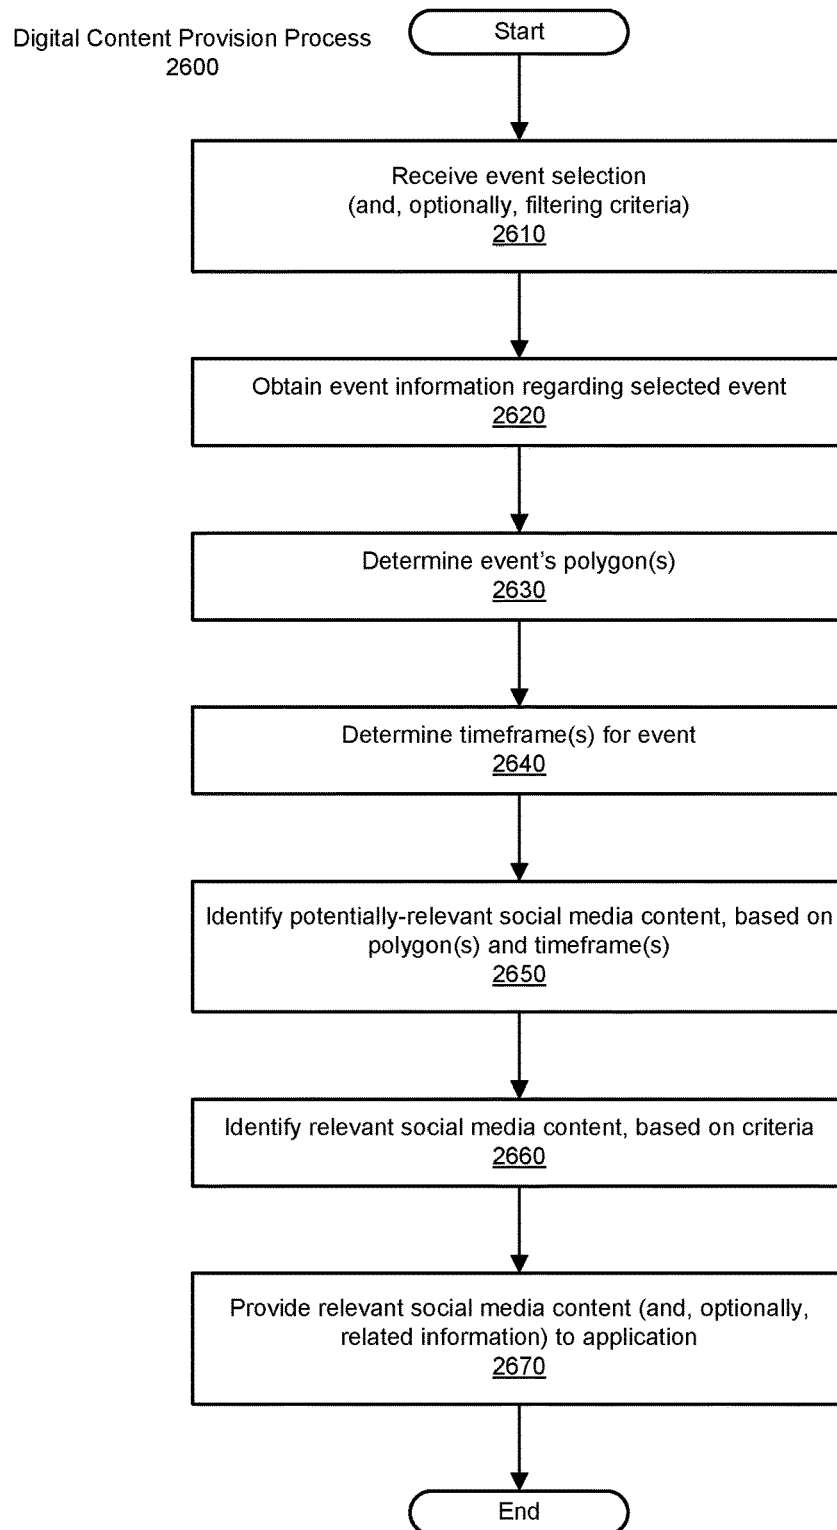 Digital Content Provision Process
2600
Start
Receive event selection
(and, optionally, filtering criteria)
2610
Obtain event information regarding selected event
2620
Determine event's polygon(s)
2630
Determine timeframe(s) for event
2640
Identify potentially-relevant social media content, based on
polygon(s) and timeframe(s)
2650
Identify relevant social media content, based on criteria
2660
Provide relevant social media content (and, optionally,
related information) to application
2670
End